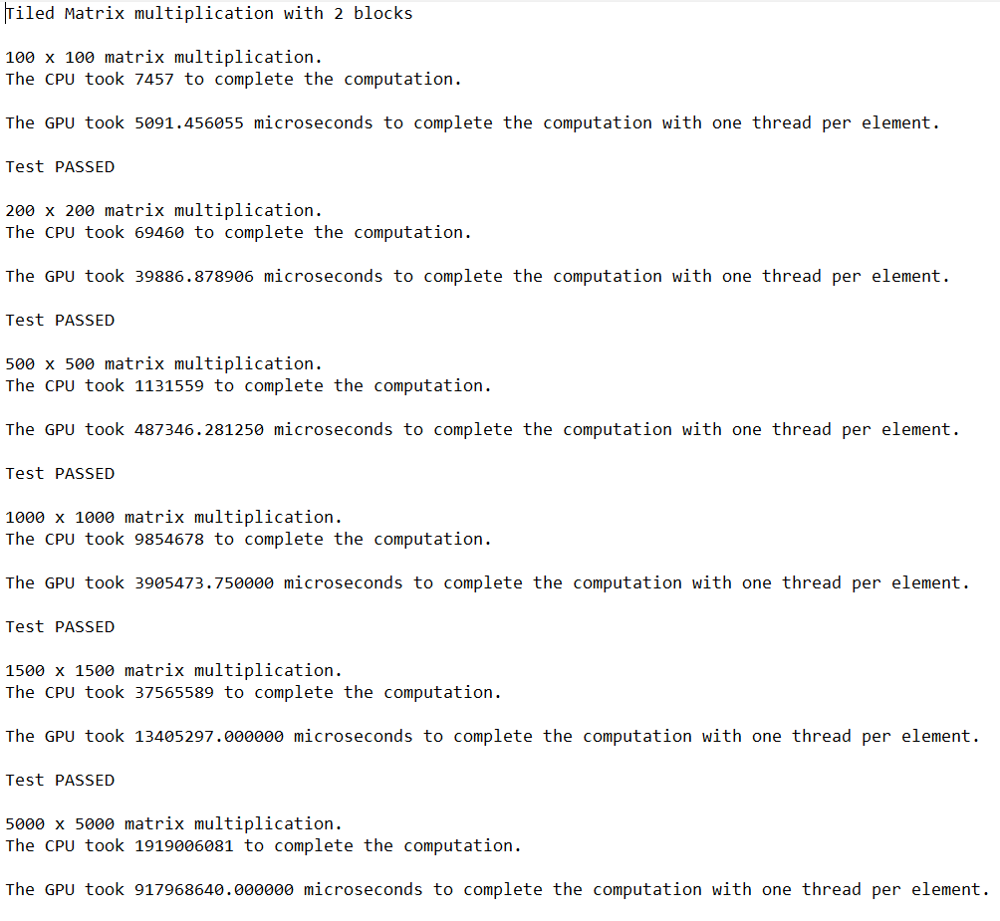 Tiled Matrix multiplication with 2 blocks
100 x 100 matrix multiplication.
The CPU took 7457 to complete the computation.
The GPU took 5091.456055 microseconds to complete the computation with one thread per element.
Test PASSED
200 x 200 matrix multiplication.
The CPU took 69460 to complete the computation.
The GPU took 39886.878906 microseconds to complete the computation with one thread per element.
Test PASSED
500 x 500 matrix multiplication.
The CPU took 1131559 to complete the computation.
The GPU took 487346.281250 microseconds to complete the computation with one thread per element.
Test PASSED
1000 x 1000 matrix multiplication.
The CPU took 9854678 to complete the computation.
The GPU took 3905473.750000 microseconds to complete the computation with one thread per element.
Test PASSED
1500 x 1500 matrix multiplication.
The CPU took 37565589 to complete the computation.
The GPU took 13405297.000000 microseconds to complete the computation with one thread per element.
Test PASSED
5000 x 5000 matrix multiplication.
The CPU took 1919006081 to complete the computation.
The GPU took 917968640.000000 microseconds to complete the computation with one thread per element.